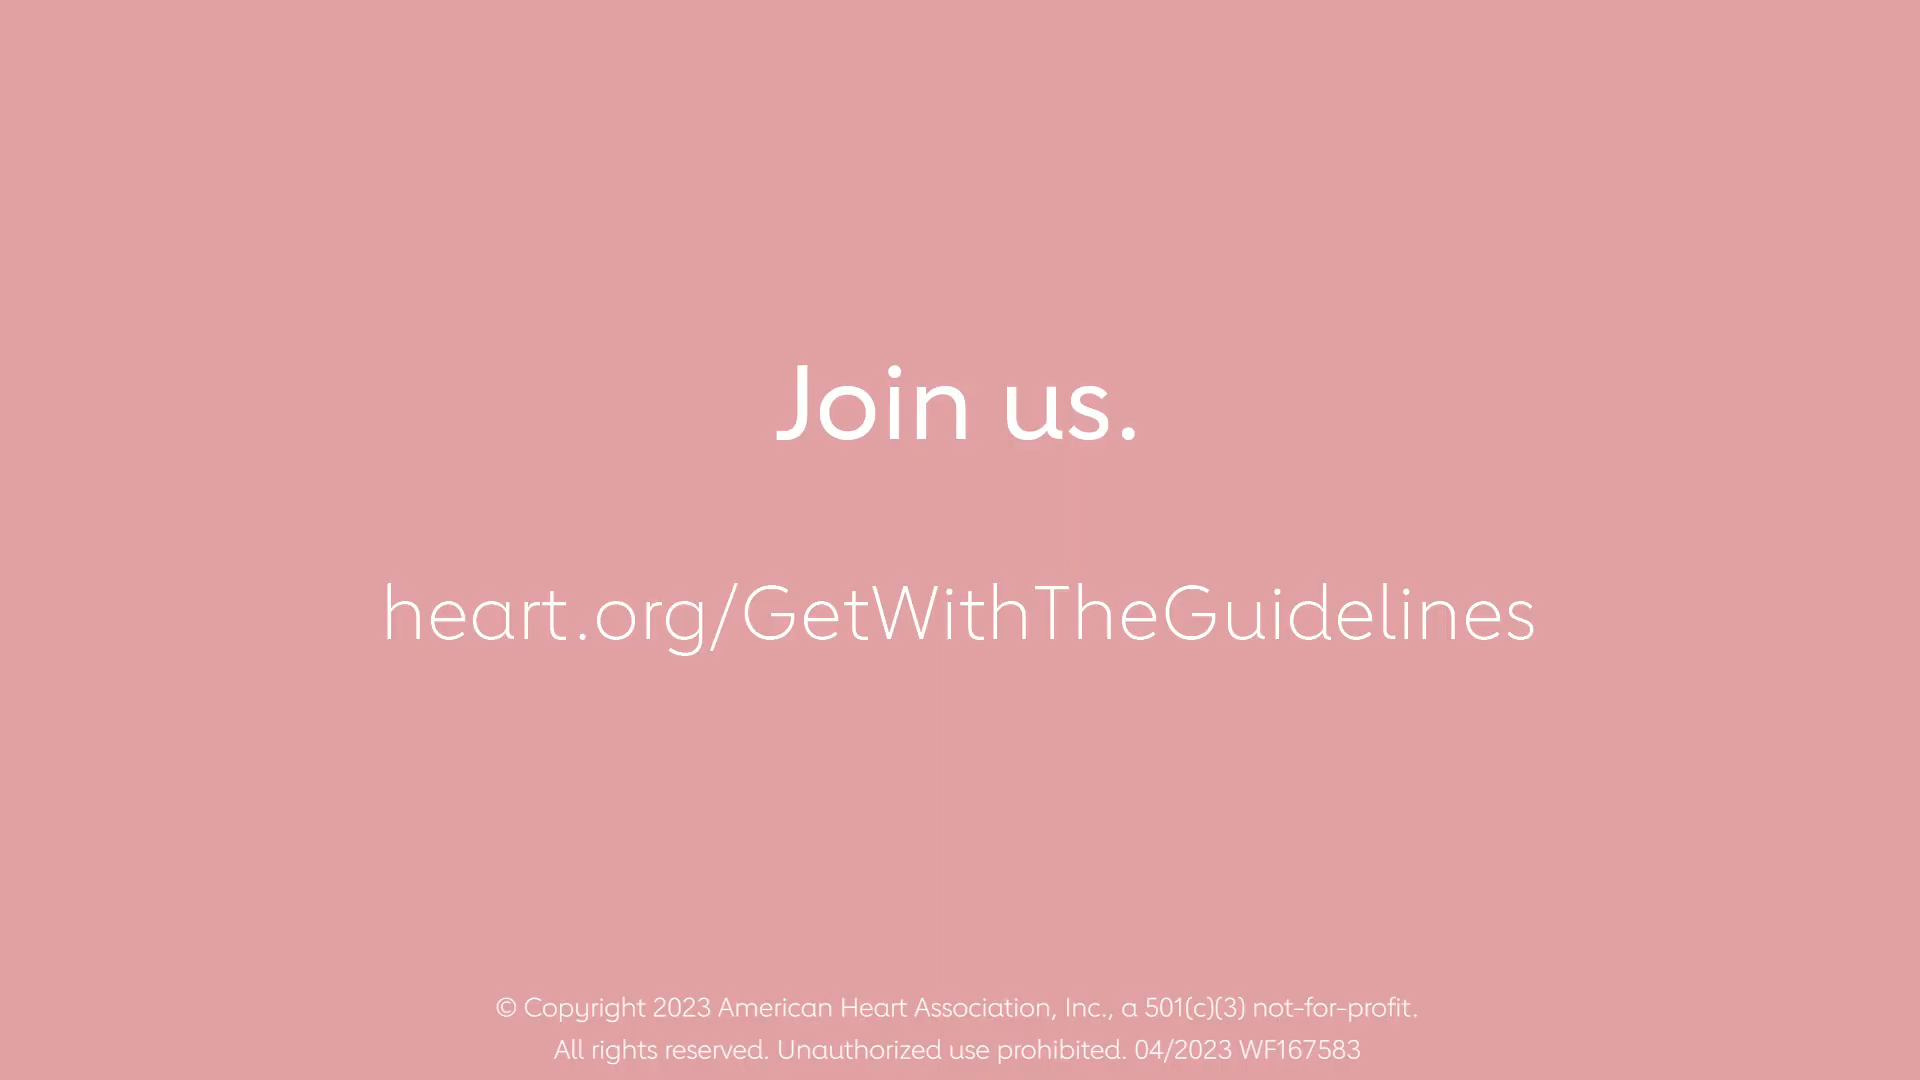 Join us.
heart.org/GetWithTheGuidelines
© Copyright 2023 American Heart Association, Inc., a 501(c)(3) not-for-profit.
All rights reserved. Unauthorized use prohibited. 04/2023 WF167583